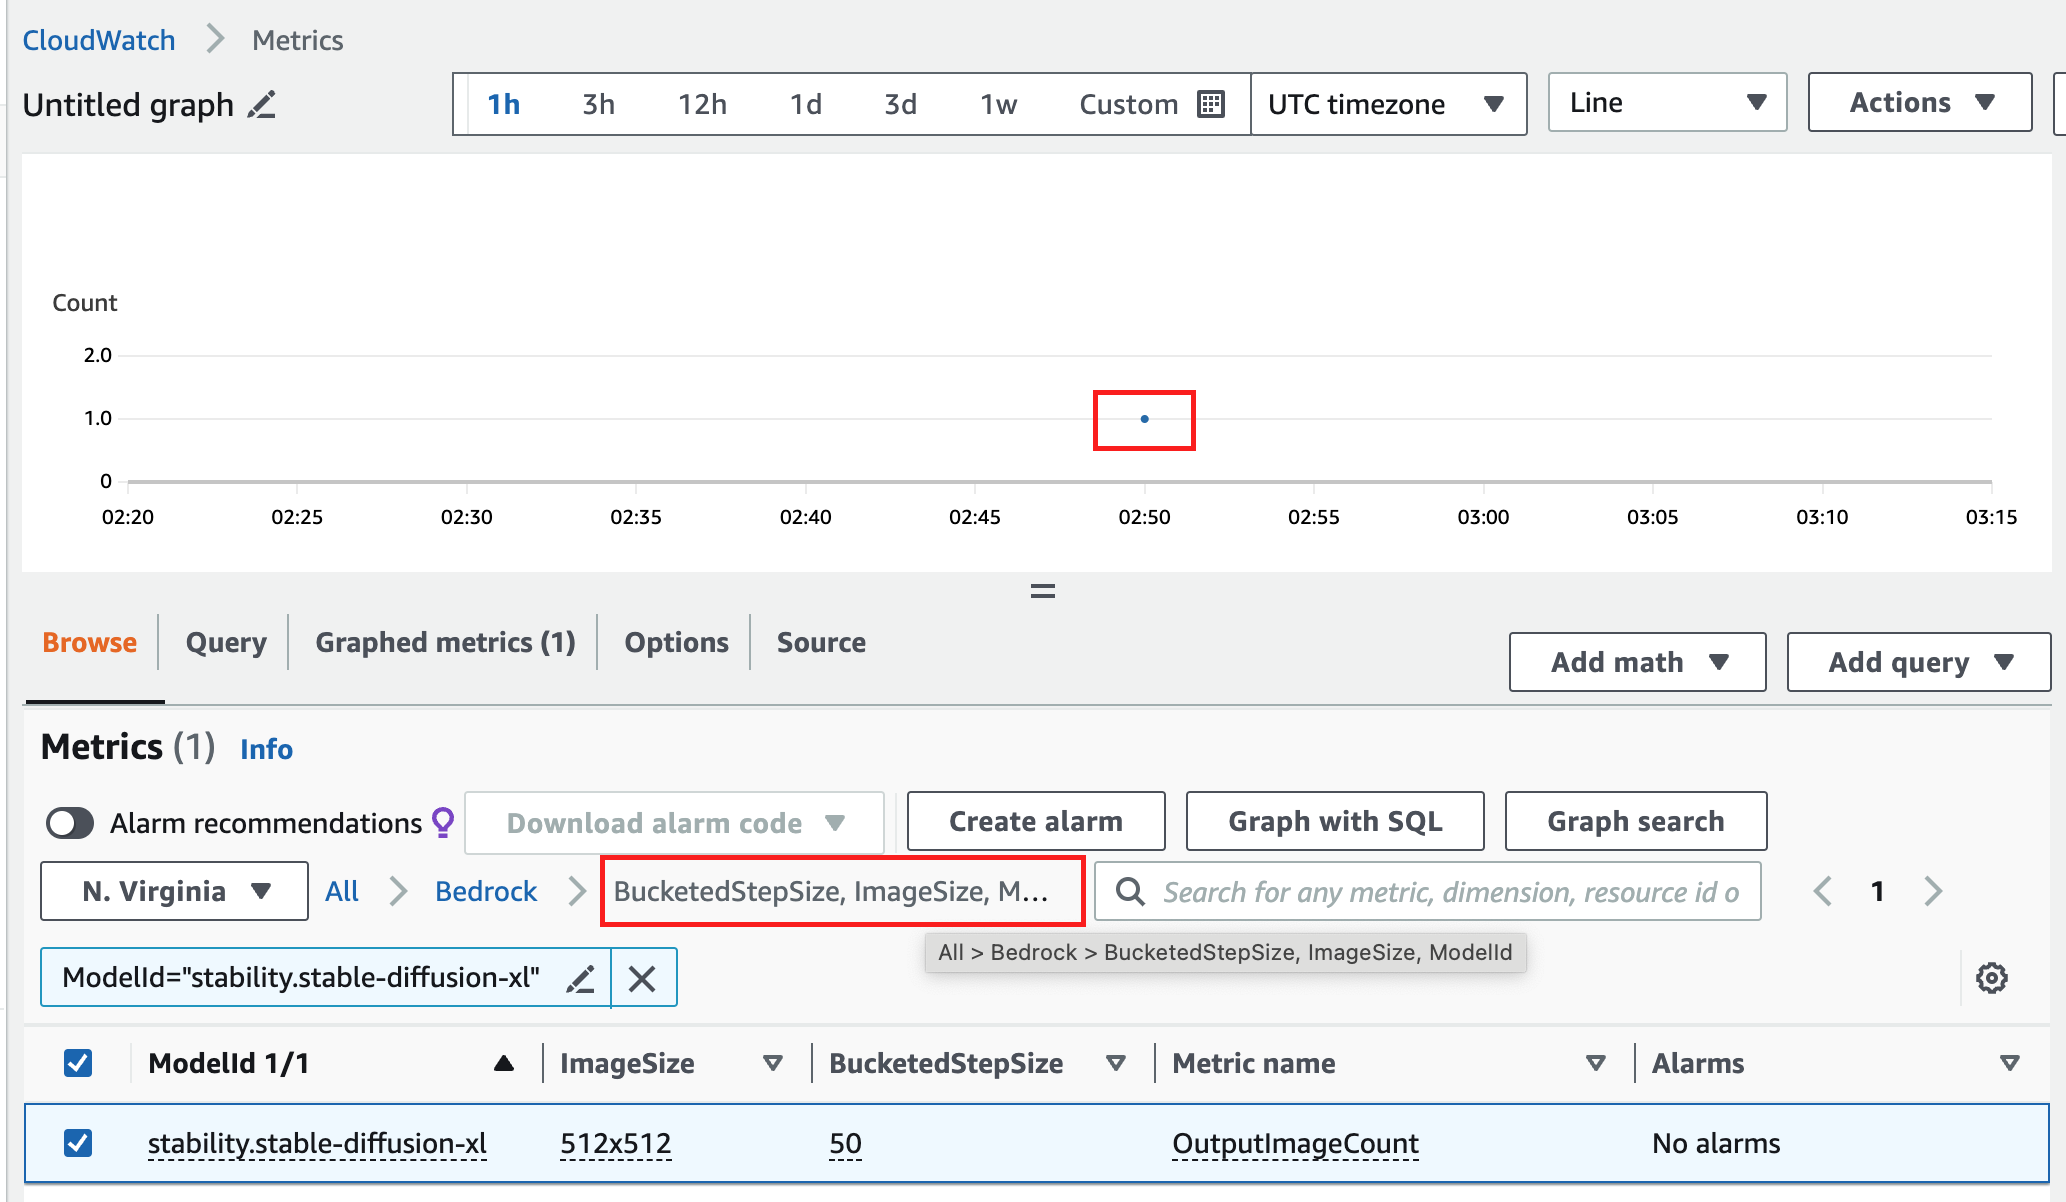 CloudWatch > Metrics
Untitled graph 1h 3h 12h 1d 3d 1w Custom UTC timezone Line Actions
Count
2.0
1.0
0
02:20 02:25 02:30 02:35 02:40 02:45 02:50 02:55 03:00 03:05 03:10 03:15
Browse Query Graphed metrics (1) Options Source Add math Add query
Metrics (1) Info
Alarm recommendations Download alarm code Create alarm Graph with SQL Graph search
N. Virginia All > Bedrock > BucketedStepSize, ImageSize, M... Search for any metric, dimension, resource id o 1
All > Bedrock > BucketedStepSize, ImageSize, ModelId
ModelId="stability.stable-diffusion-xl"
ModelId 1/1 ImageSize BucketedStepSize Metric name Alarms
stability.stable-diffusion-xl 512x512 50 OutputImageCount No alarms